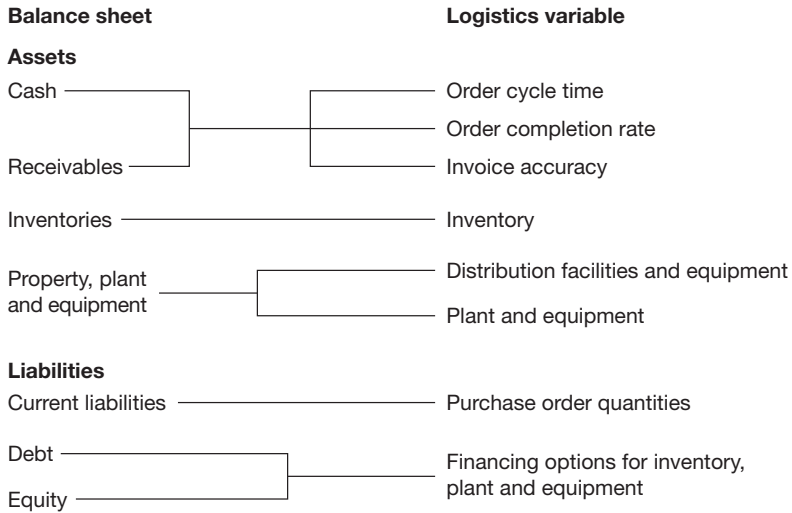 Balance sheet
Logistics variable
Assets
Cash
Order cycle time
Order completion rate
Receivables
Invoice accuracy
Inventories
Inventory
Property, plant
and equipment
Distribution facilities and equipment
Plant and equipment
Liabilities
Current liabilities
Purchase order quantities
Debt
Equity
Financing options for inventory,
plant and equipment